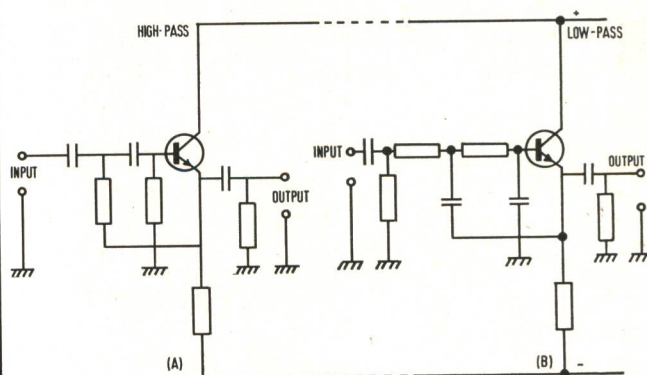 HIGH-PASS
+
LOW-PASS
INPUT
OUTPUT
INPUT
OUTPUT
(A)
(B)
-